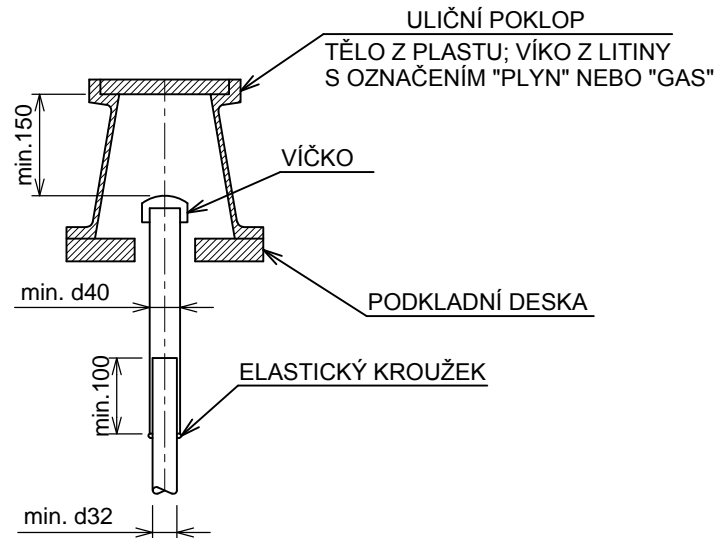 ULIČNÍ POKLOP
TĚLO Z PLASTU; VÍKO Z LITINY
S OZNAČENÍM "PLYN" NEBO "GAS"
min.150
VÍČKO
min. d40
PODKLADNÍ DESKA
min.100
ELASTICKÝ KROUŽEK
min. d32